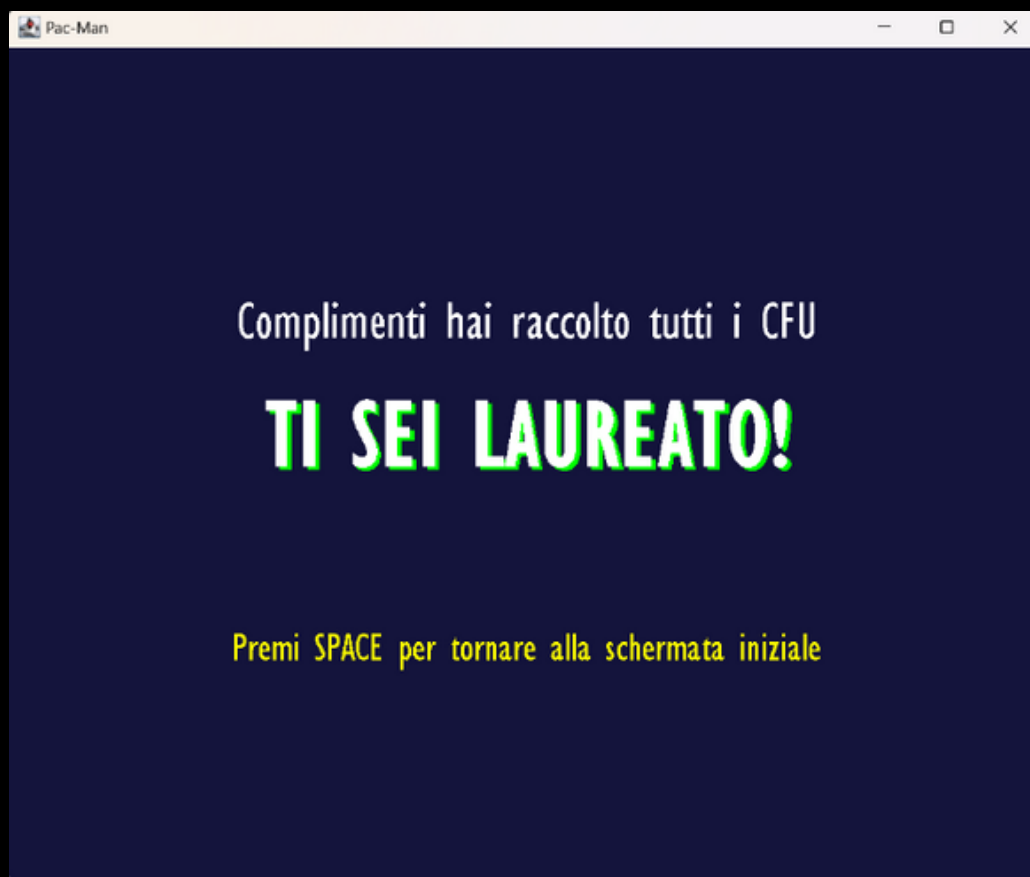 Pac-Man
Complimenti hai raccolto tutti i CFU
TI SEI LAUREATO!
Premi SPACE per tornare alla schermata iniziale